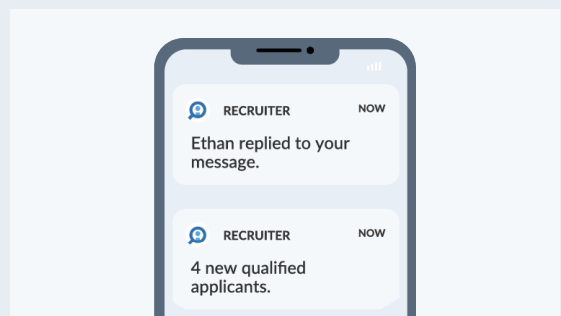 RECRUITER
NOW
Ethan replied to your
message.
RECRUITER
NOW
4 new qualified
applicants.